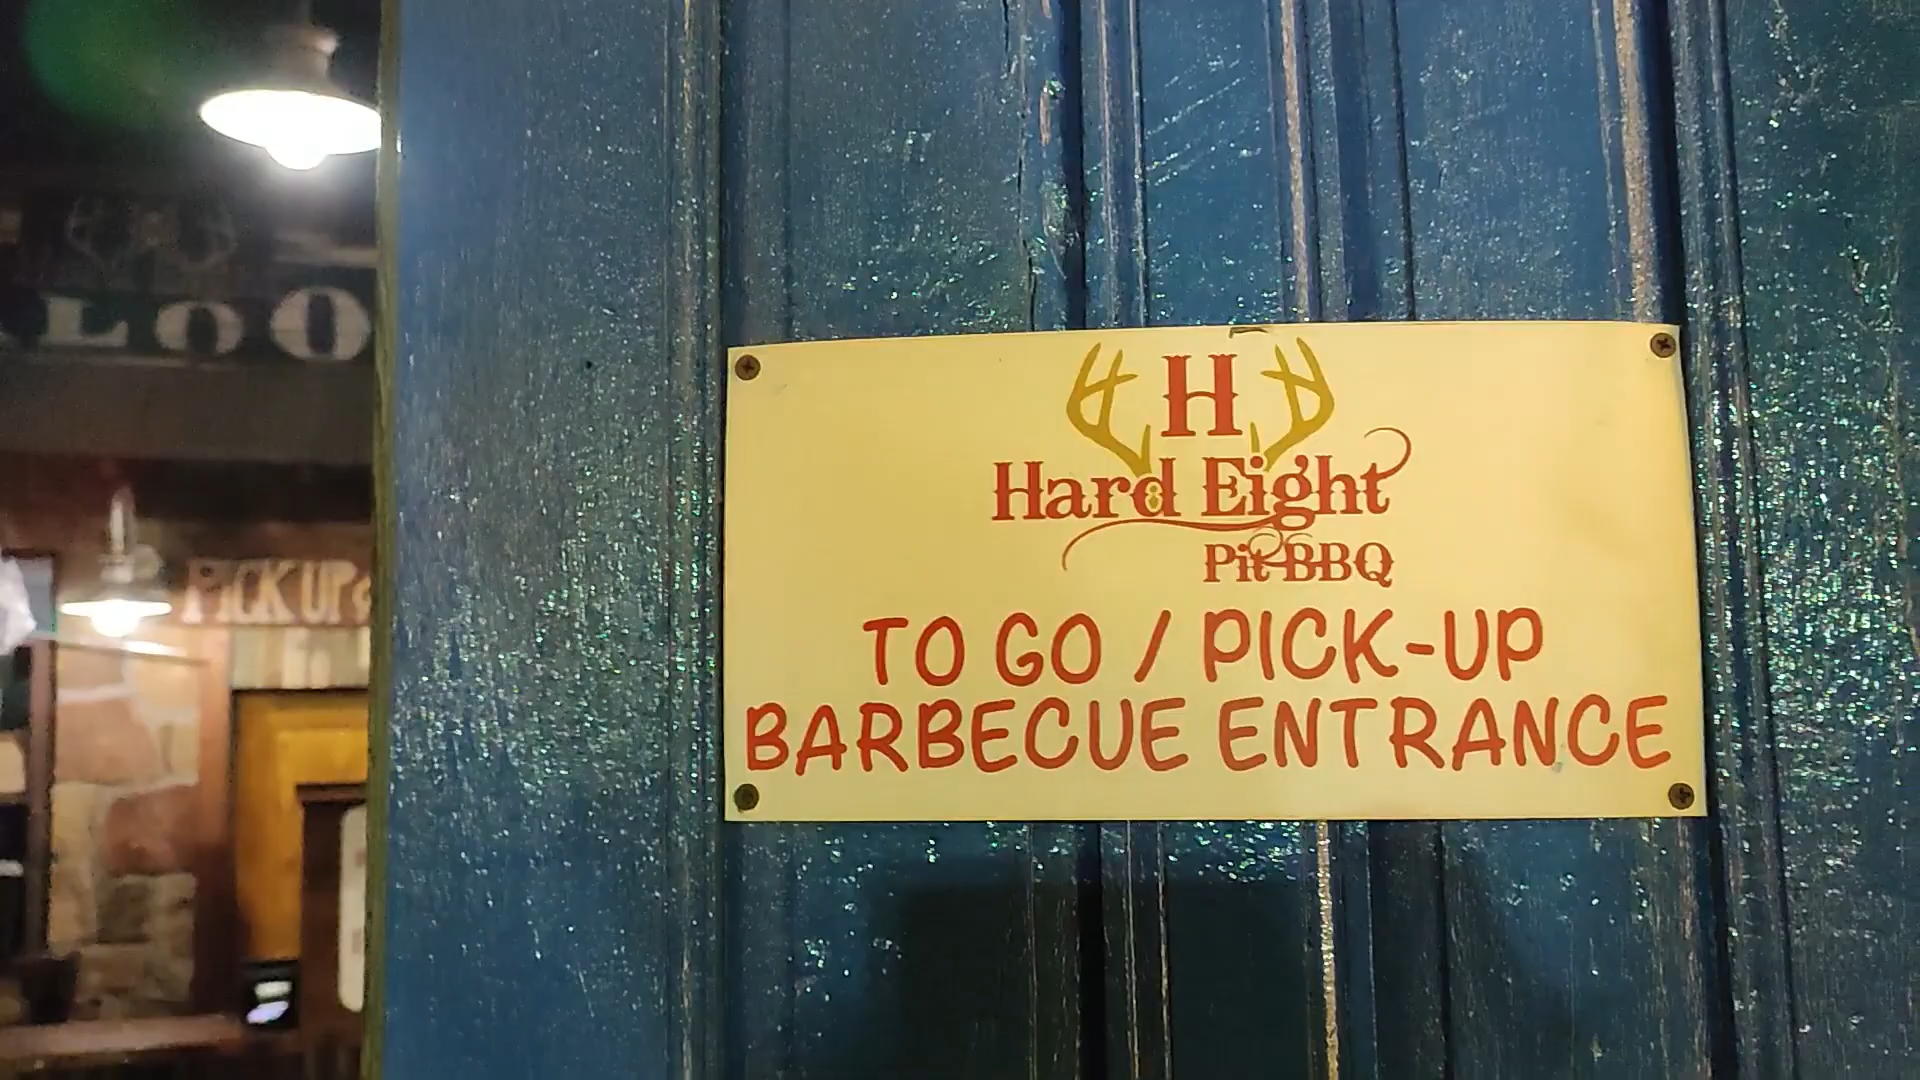 LOO
PICK UP
H
Hard Eight
Pit BBQ
TO GO / PICK-UP
BARBECUE ENTRANCE